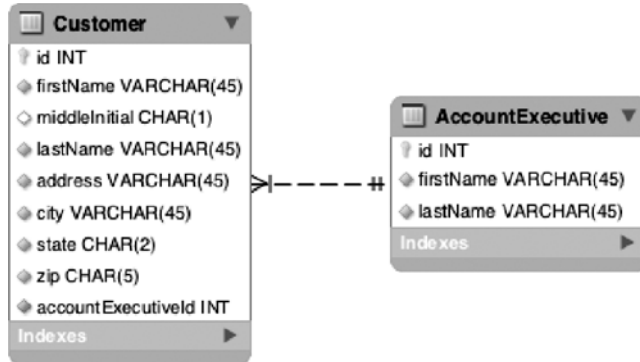 Customer
id INT
firstName VARCHAR(45)
middleInitial CHAR(1)
lastName VARCHAR(45)
address VARCHAR(45)
city VARCHAR(45)
state CHAR(2)
zip CHAR(5)
accountExecutiveId INT
Indexes
AccountExecutive
id INT
firstName VARCHAR(45)
lastName VARCHAR(45)
Indexes